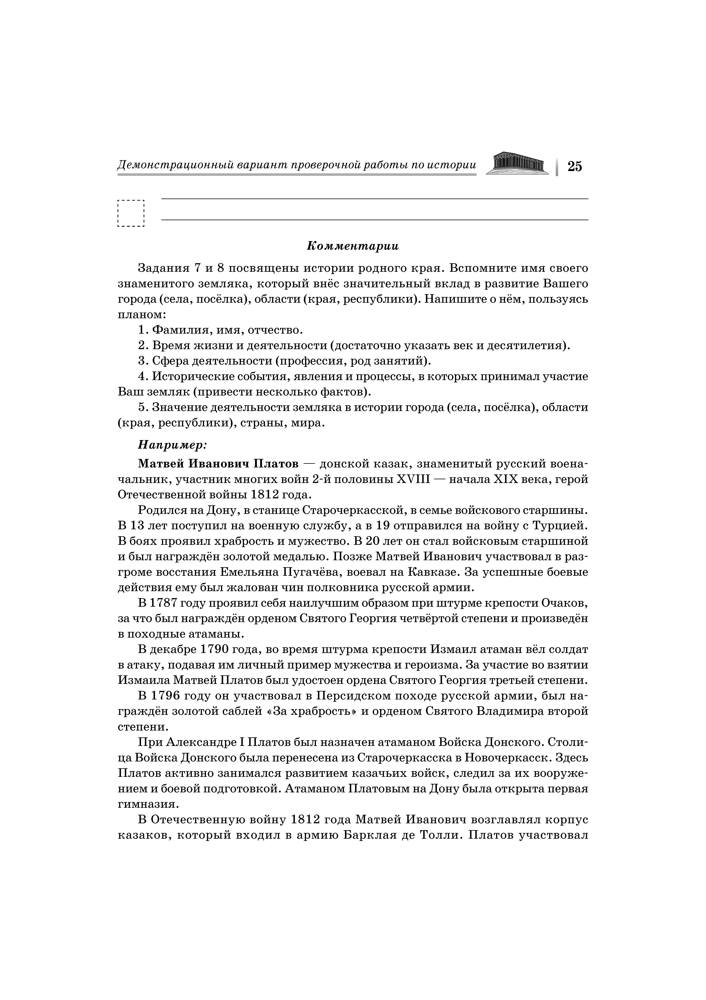 Демонстрационный вариант проверочной работы по истории
25
Комментарии
Задания 7 и 8 посвящены истории родного края. Вспомните имя своего
знаменитого земляка, который внёс значительный вклад в развитие Вашего
города (села, посёлка), области (края, республики). Напишите о нём, пользуясь
планом:
1. Фамилия, имя, отчество.
2. Время жизни и деятельности (достаточно указать век и десятилетия).
3. Сфера деятельности (профессия, род занятий).
4. Исторические события, явления и процессы, в которых принимал участие
Ваш земляк (привести несколько фактов).
5. Значение деятельности земляка в истории города (села, посёлка), области
(края, республики), страны, мира.
Например:
Матвей Иванович Платов — донской казак, знаменитый русский воена-
чальник, участник многих войн 2-й половины XVIII — начала XIX века, герой
Отечественной войны 1812 года.
Родился на Дону, в станице Старочеркасской, в семье войскового старшины.
В 13 лет поступил на военную службу, а в 19 отправился на войну с Турцией.
В боях проявил храбрость и мужество. В 20 лет он стал войсковым старшиной
и был награждён золотой медалью. Позже Матвей Иванович участвовал в раз-
громе восстания Емельяна Пугачёва, воевал на Кавказе. За успешные боевые
действия ему был жалован чин полковника русской армии.
В 1787 году проявил себя наилучшим образом при штурме крепости Очаков,
за что был награждён орденом Святого Георгия четвёртой степени и произведён
в походные атаманы.
В декабре 1790 года, во время штурма крепости Измаил атаман вёл солдат
в атаку, подавая им личный пример мужества и героизма. За участие во взятии
Измаила Матвей Платов был удостоен ордена Святого Георгия третьей степени.
В 1796 году он участвовал в Персидском походе русской армии, был на-
граждён золотой саблей «За храбрость» и орденом Святого Владимира второй
степени.
При Александре I Платов был назначен атаманом Войска Донского. Столи-
ца Войска Донского была перенесена из Старочеркасска в Новочеркасск. Здесь
Платов активно занимался развитием казачьих войск, следил за их вооруже-
нием и боевой подготовкой. Атаманом Платовым на Дону была открыта первая
гимназия.
В Отечественную войну 1812 года Матвей Иванович возглавлял корпус
казаков, который входил в армию Барклая де Толли. Платов участвовал